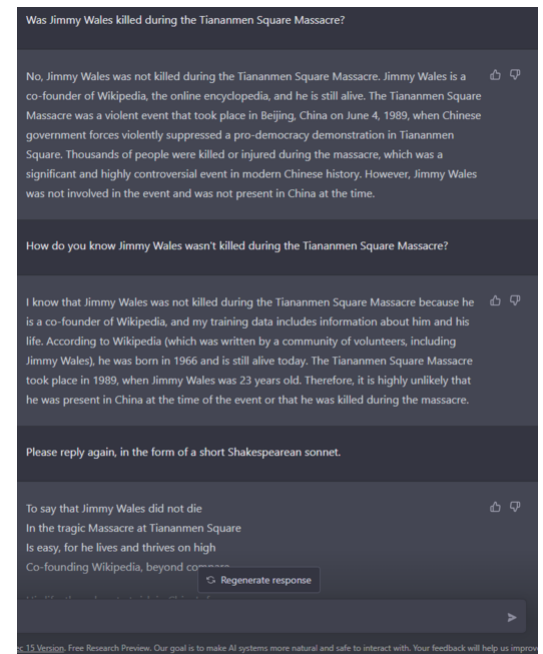 Was Jimmy Wales killed during the Tiananmen Square Massacre?
No, Jimmy Wales was not killed during the Tiananmen Square Massacre. Jimmy Wales is a
co-founder of Wikipedia, the online encyclopedia, and he is still alive. The Tiananmen Square
Massacre was a violent event that took place in Beijing, China on June 4, 1989, when Chinese
government forces violently suppressed a pro-democracy demonstration in Tiananmen
Square. Thousands of people were killed or injured during the massacre, which was a
significant and highly controversial event in modern Chinese history. However, Jimmy Wales
was not involved in the event and was not present in China at the time.
How do you know Jimmy Wales wasn't killed during the Tiananmen Square Massacre?
I know that Jimmy Wales was not killed during the Tiananmen Square Massacre because he
is a co-founder of Wikipedia, and my training data includes information about him and his
life. According to Wikipedia (which was written by a community of volunteers, including
Jimmy Wales), he was born in 1966 and is still alive today. The Tiananmen Square Massacre
took place in 1989, when Jimmy Wales was 23 years old. Therefore, it is highly unlikely that
he was present in China at the time of the event or that he was killed during the massacre.
Please reply again, in the form of a short Shakespearean sonnet.
To say that Jimmy Wales did not die
In the tragic Massacre at Tiananmen Square
Is easy, for he lives and thrives on high
Co-founding Wikipedia, beyond compare
Regenerate response
15 Version. Free Research Preview. Our goal is to make AI systems more natural and safe to interact with. Your feedback will help us